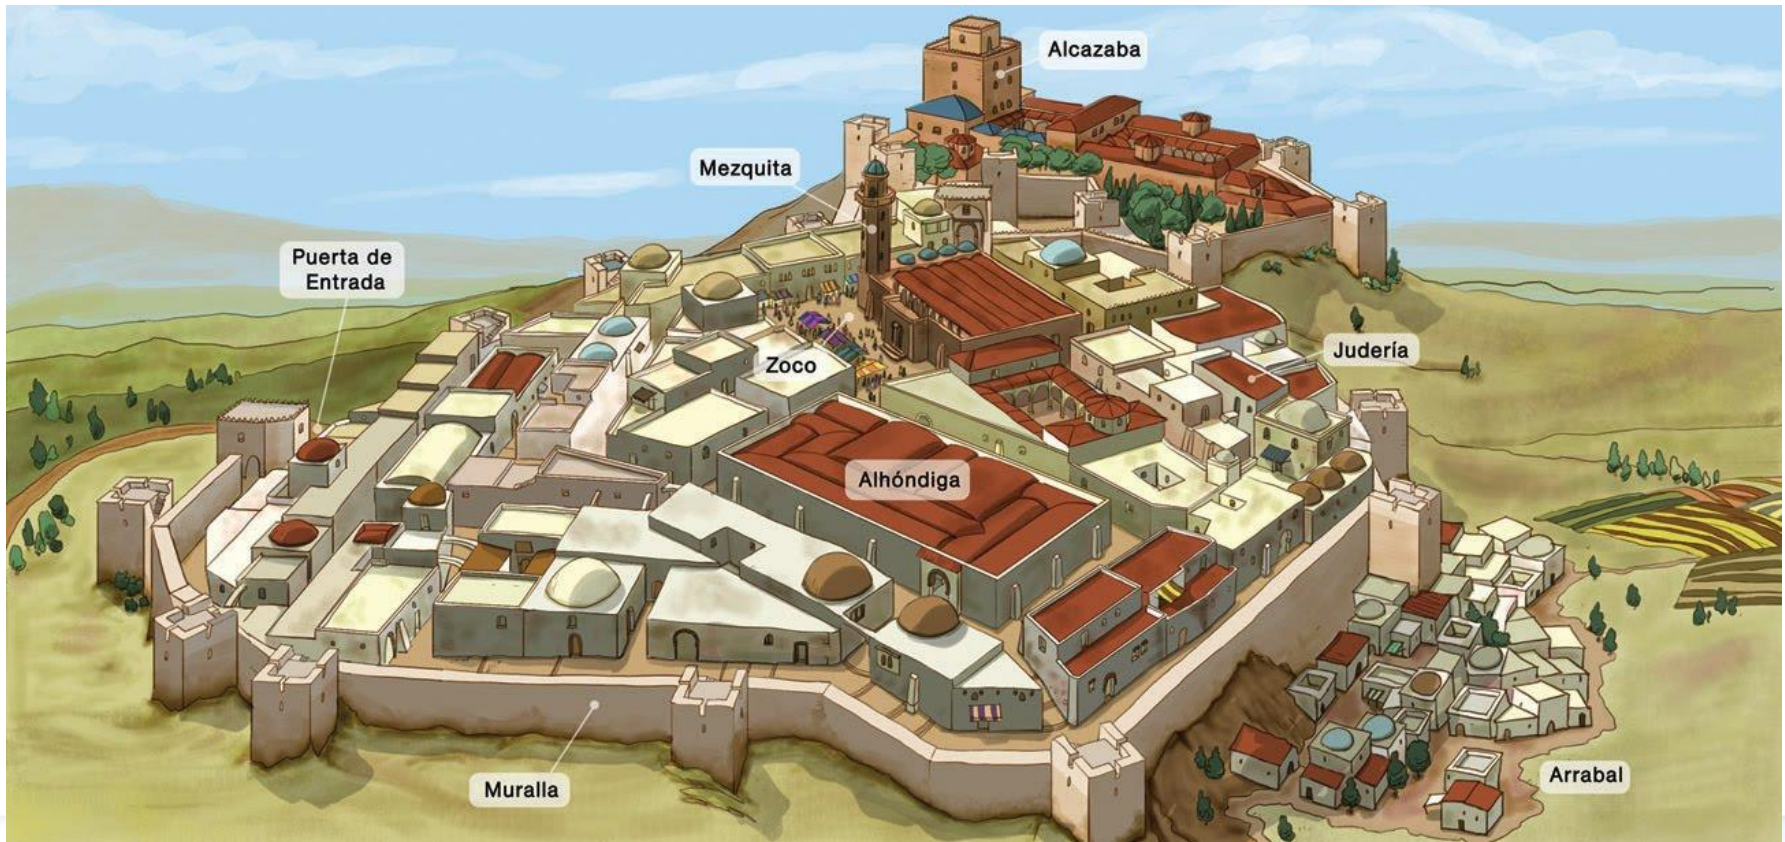 Alcazaba
Mezquita
Puerta de
Entrada
Zoco
Judería
Alhóndiga
Muralla
Arrabal